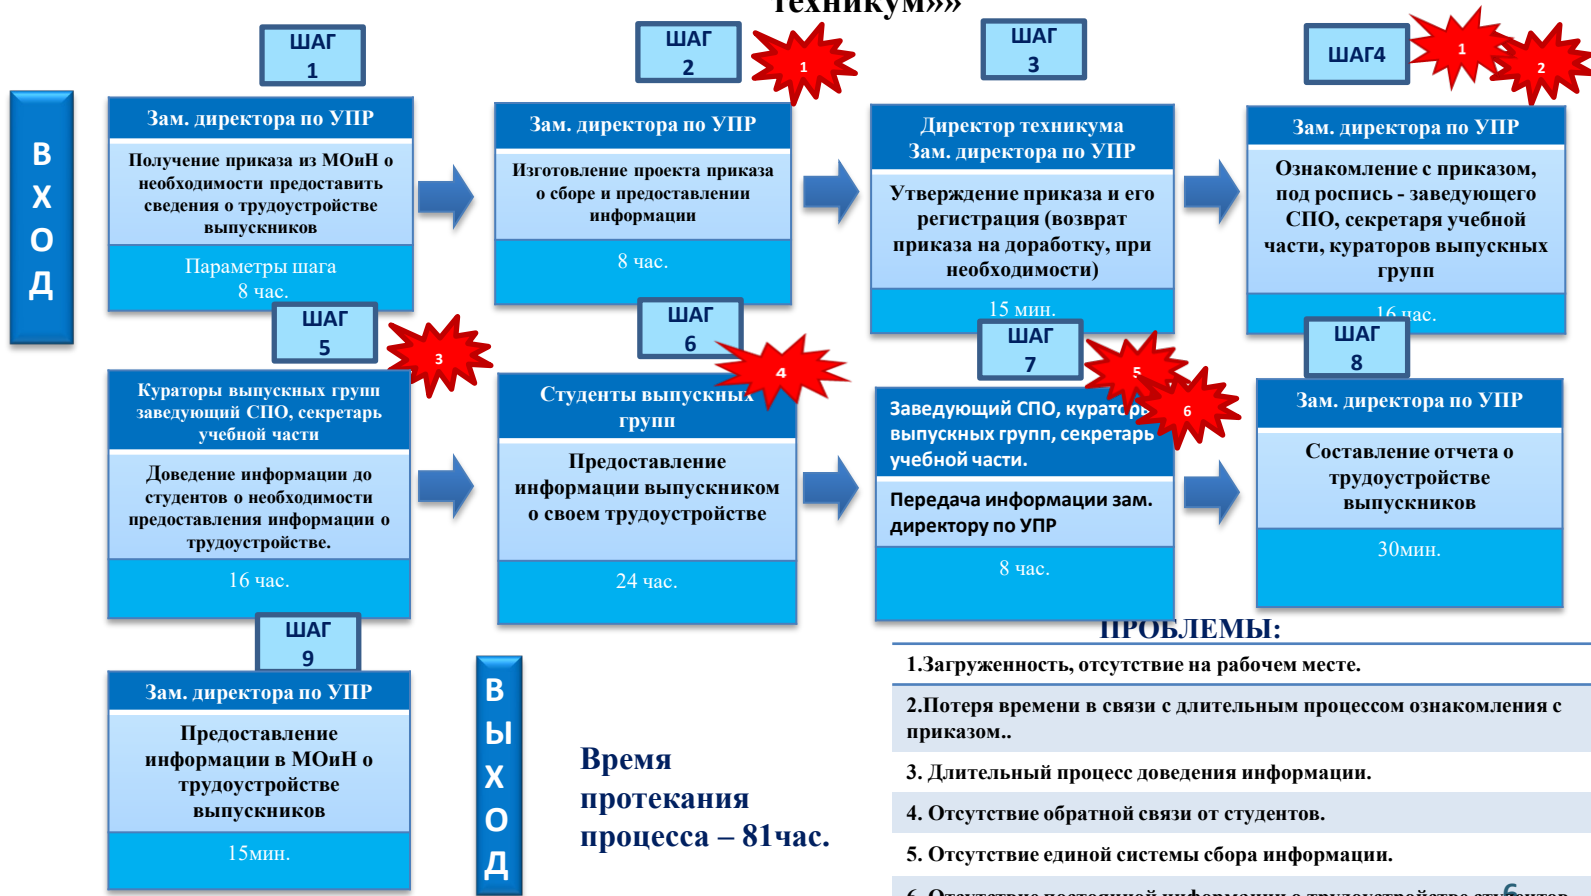 техникум»»
ШАГ
1
ШАГ
2
1
ШАГ
3
ШАГ4
1
2
В
Х
О
Д
Зам. директора по УПР
Получение приказа из МОиН о
необходимости предоставить
сведения о трудоустройстве
выпускников
Параметры шага
8 час.
Зам. директора по УПР
Изготовление проекта приказа
о сборе и предоставлении
информации
8 час.
Директор техникума
Зам. директора по УПР
Утверждение приказа и его
регистрация (возврат
приказа на доработку, при
необходимости)
15 мин.
Зам. директора по УПР
Ознакомление с приказом,
под роспись - заведующего
СПО, секретаря учебной
части, кураторов выпускных
групп
16 час.
ШАГ
5
3
ШАГ
6
4
ШАГ
7
5
6
ШАГ
8
Кураторы выпускных групп
заведующий СПО, секретарь
учебной части
Доведение информации до
студентов о необходимости
предоставления информации о
трудоустройстве.
16 час.
Студенты выпускных
групп
Предоставление
информации выпускником
о своем трудоустройстве
24 час.
Заведующий СПО, кураторы
выпускных групп, секретарь
учебной части.
Передача информации зам.
директору по УПР
8 час.
Зам. директора по УПР
Составление отчета о
трудоустройстве
выпускников
30мин.
ШАГ
9
Зам. директора по УПР
Предоставление
информации в МОиН о
трудоустройстве
выпускников
15мин.
В
Ы
Х
О
Д
Время
протекания
процесса – 81час.
ПРОБЛЕМЫ:
1.Загруженность, отсутствие на рабочем месте.
2.Потеря времени в связи с длительным процессом ознакомления с
приказом..
3. Длительный процесс доведения информации.
4. Отсутствие обратной связи от студентов.
5. Отсутствие единой системы сбора информации.
6. Отсутствие постоянной информации о трудоустройстве студентов
6